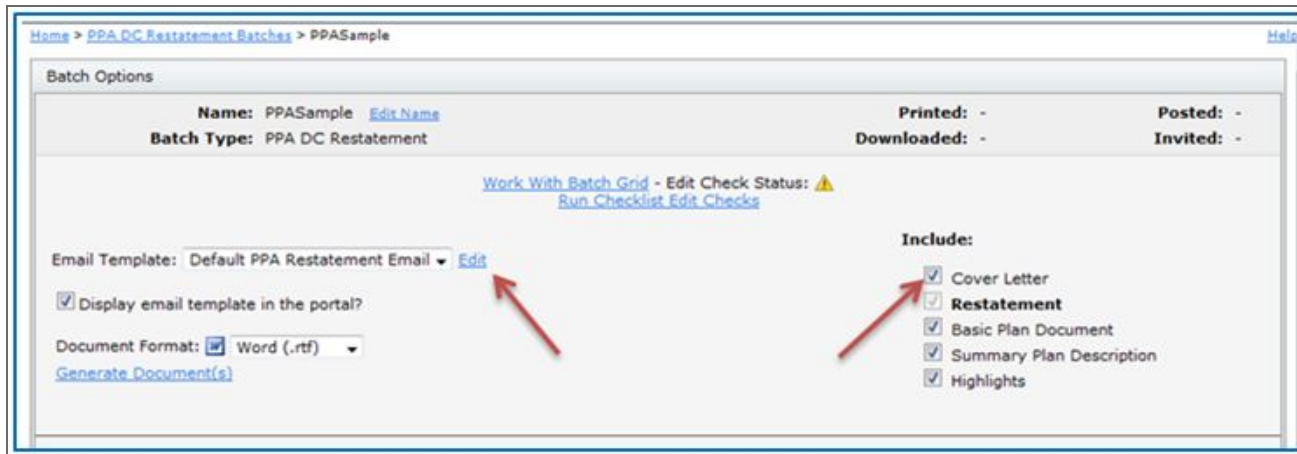 Home > PPA DC Restatement Batches > PPASample Help
Batch Options
Name: PPASample Edit Name Printed: - Posted: -
Batch Type: PPA DC Restatement Downloaded: - Invited: -
Work With Batch Grid - Edit Check Status:
Run Checklist Edit Checks
Include:
Email Template: Default PPA Restatement Email Edit
Cover Letter
Display email template in the portal?
Restatement
Basic Plan Document
Document Format: Word (.rtf)
Summary Plan Description
Generate Document(s)
Highlights